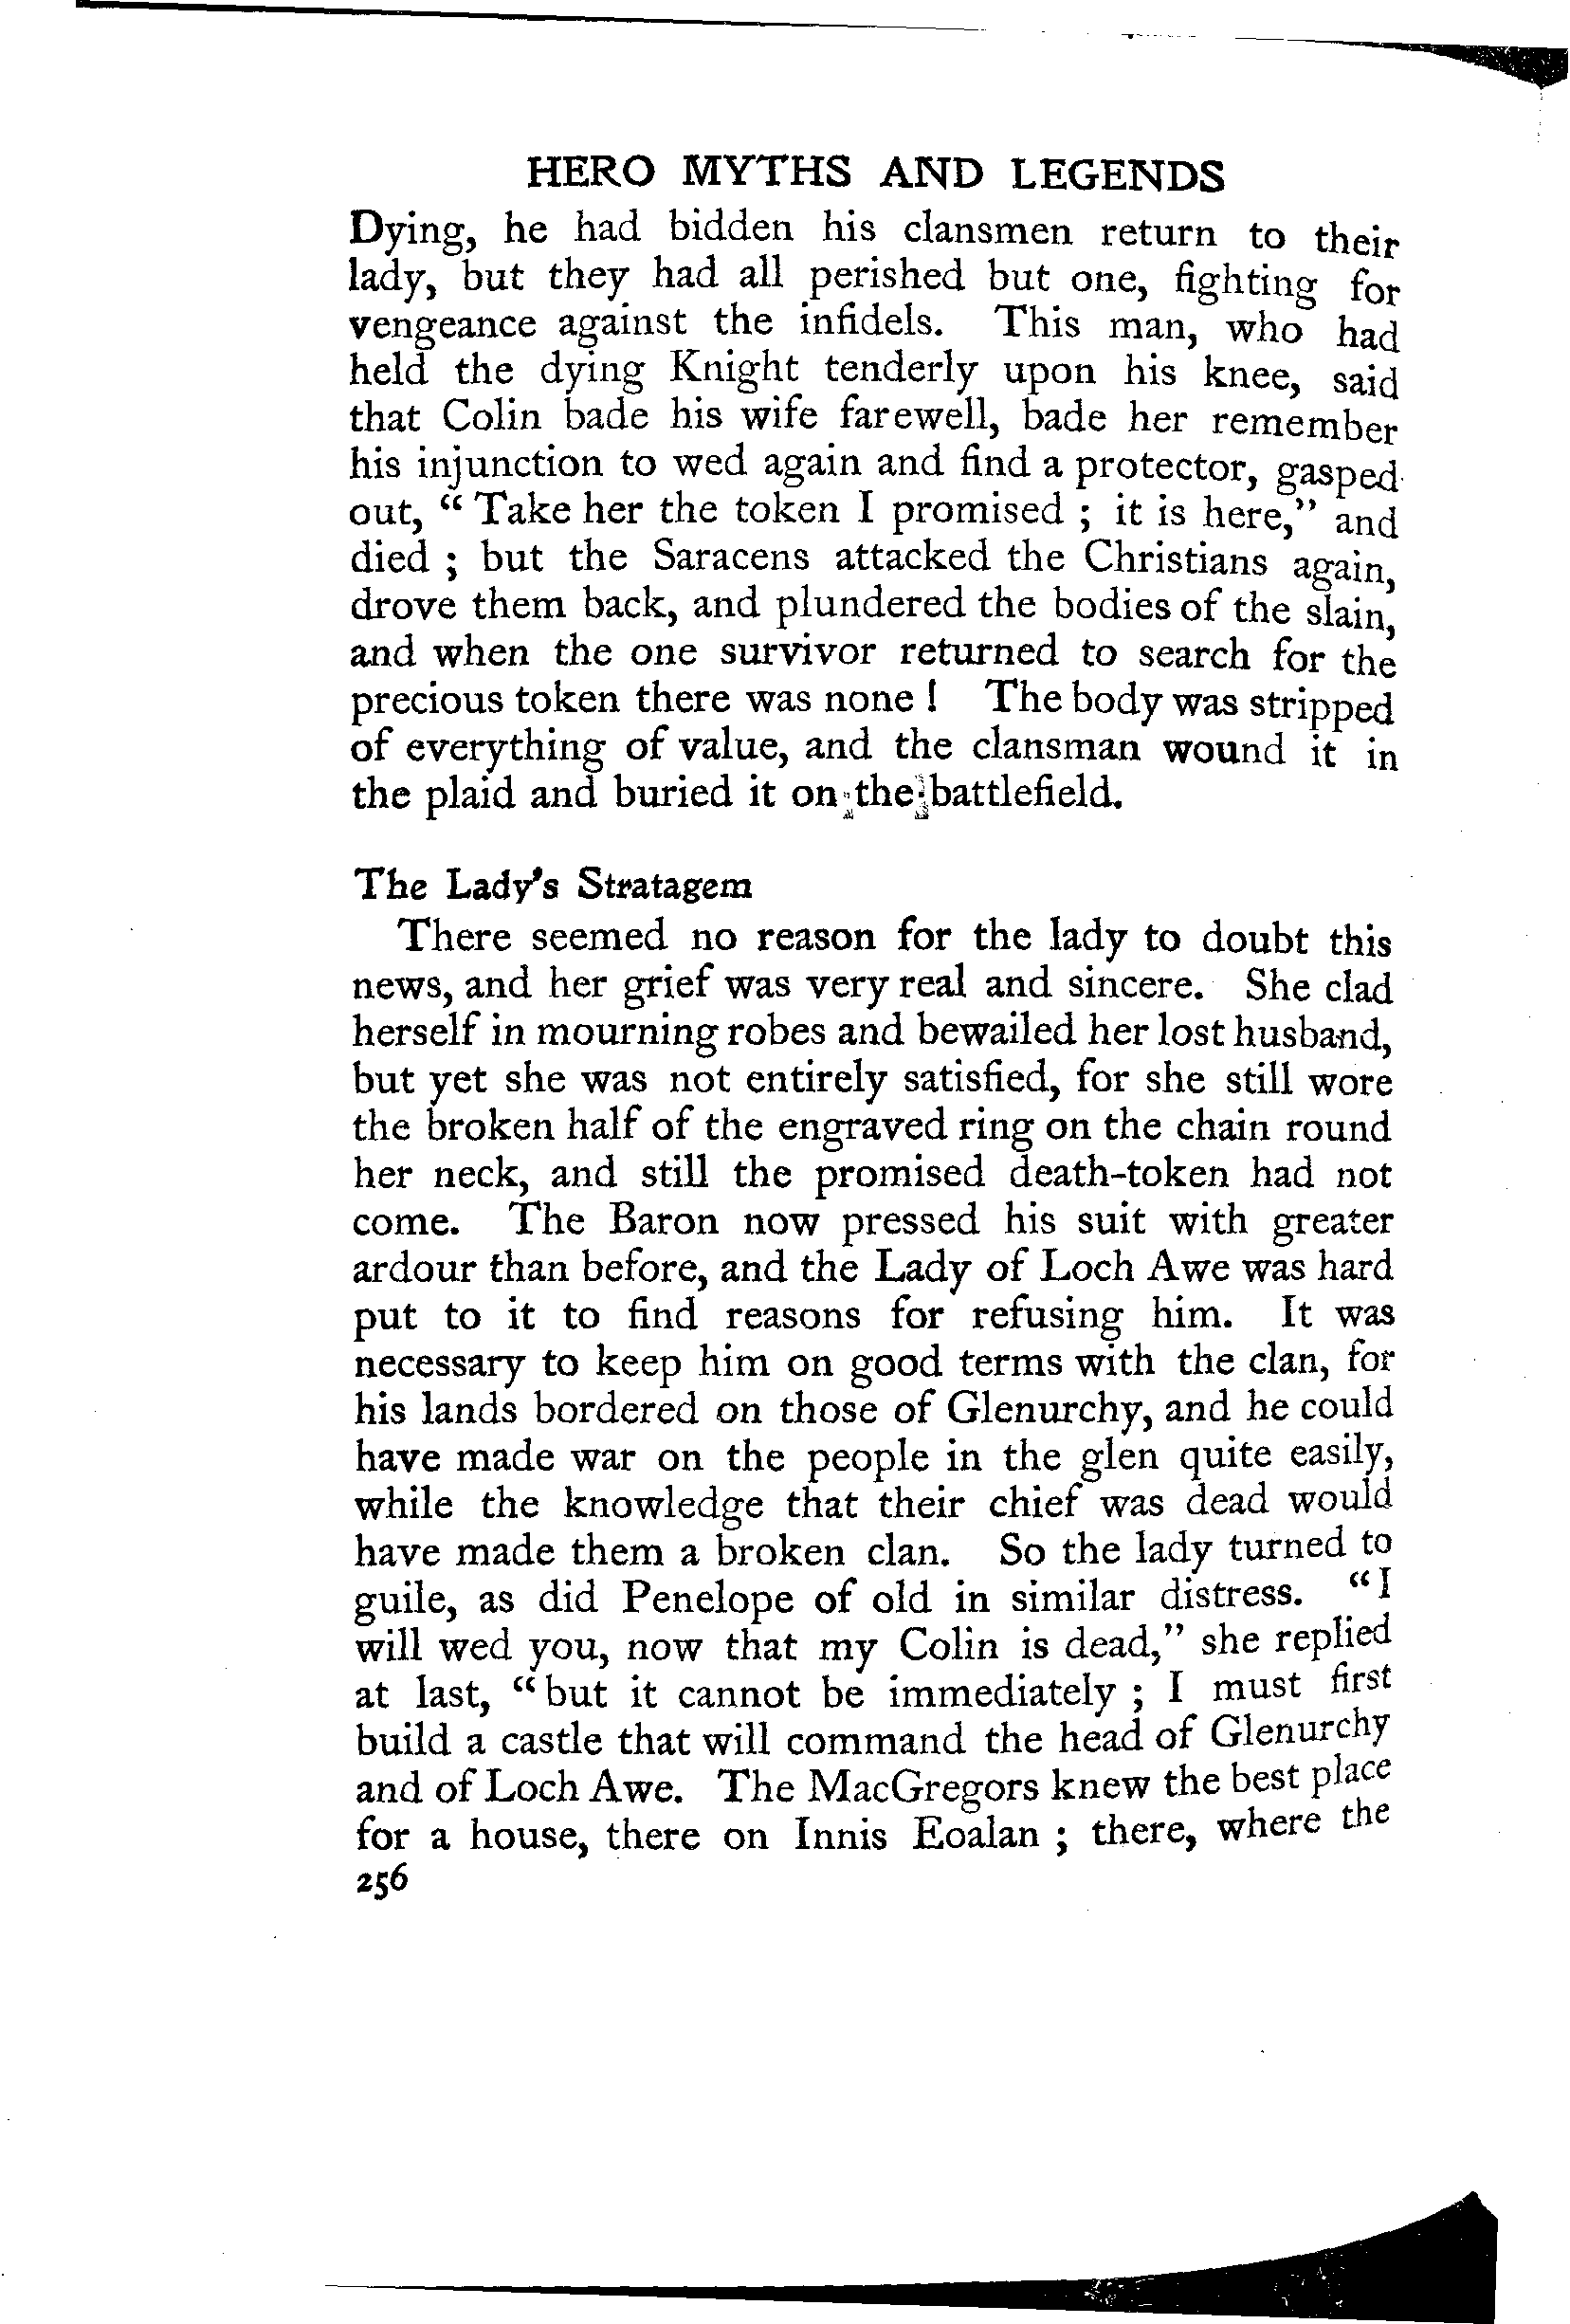 HERO MYTHS AND LEGENDS
Dying, he had bidden his clansmen return to their
lady, but they had all perished but one, fighting for
vengeance against the infidels. This man, who had
held the dying Knight tenderly upon his knee, said
that Colin bade his wife farewell, bade her remember
his injunction to wed again and find a protector, gasped
out, “Take her the token I promised ; it is here,” and
died ; but the Saracens attacked the Christians again,
drove them back, and plundered the bodies of the slain,
and when the one survivor returned to search for the
precious token there was none ! The body was stripped
of everything of value, and the clansman wound it in
the plaid and buried it on the battlefield.
The Lady's Stratagem
There seemed no reason for the lady to doubt this
news, and her grief was very real and sincere. She clad
herself in mourning robes and bewailed her lost husband,
but yet she was not entirely satisfied, for she still wore
the broken half of the engraved ring on the chain round
her neck, and still the promised death-token had not
come. The Baron now pressed his suit with greater
ardour than before, and the Lady of Loch Awe was hard
put to it to find reasons for refusing him. It was
necessary to keep him on good terms with the clan, for
his lands bordered on those of Glenurchy, and he could
have made war on the people in the glen quite easily,
while the knowledge that their chief was dead would
have made them a broken clan. So the lady turned to
guile, as did Penelope of old in similar distress. “I
will wed you, now that my Colin is dead,” she replied
at last, “but it cannot be immediately ; I must first
build a castle that will command the head of Glenurchy
and of Loch Awe. The MacGregors knew the best place
for a house, there on Innis Eoalan ; there, where the
256